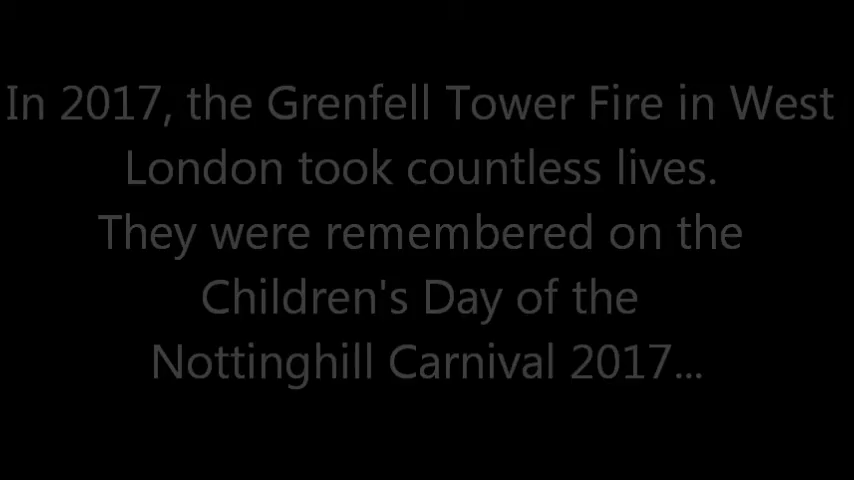 In 2017, the Grenfell Tower Fire in West
London took countless lives.
They were remembered on the
Children's Day of the
Nottinghill Carnival 2017...